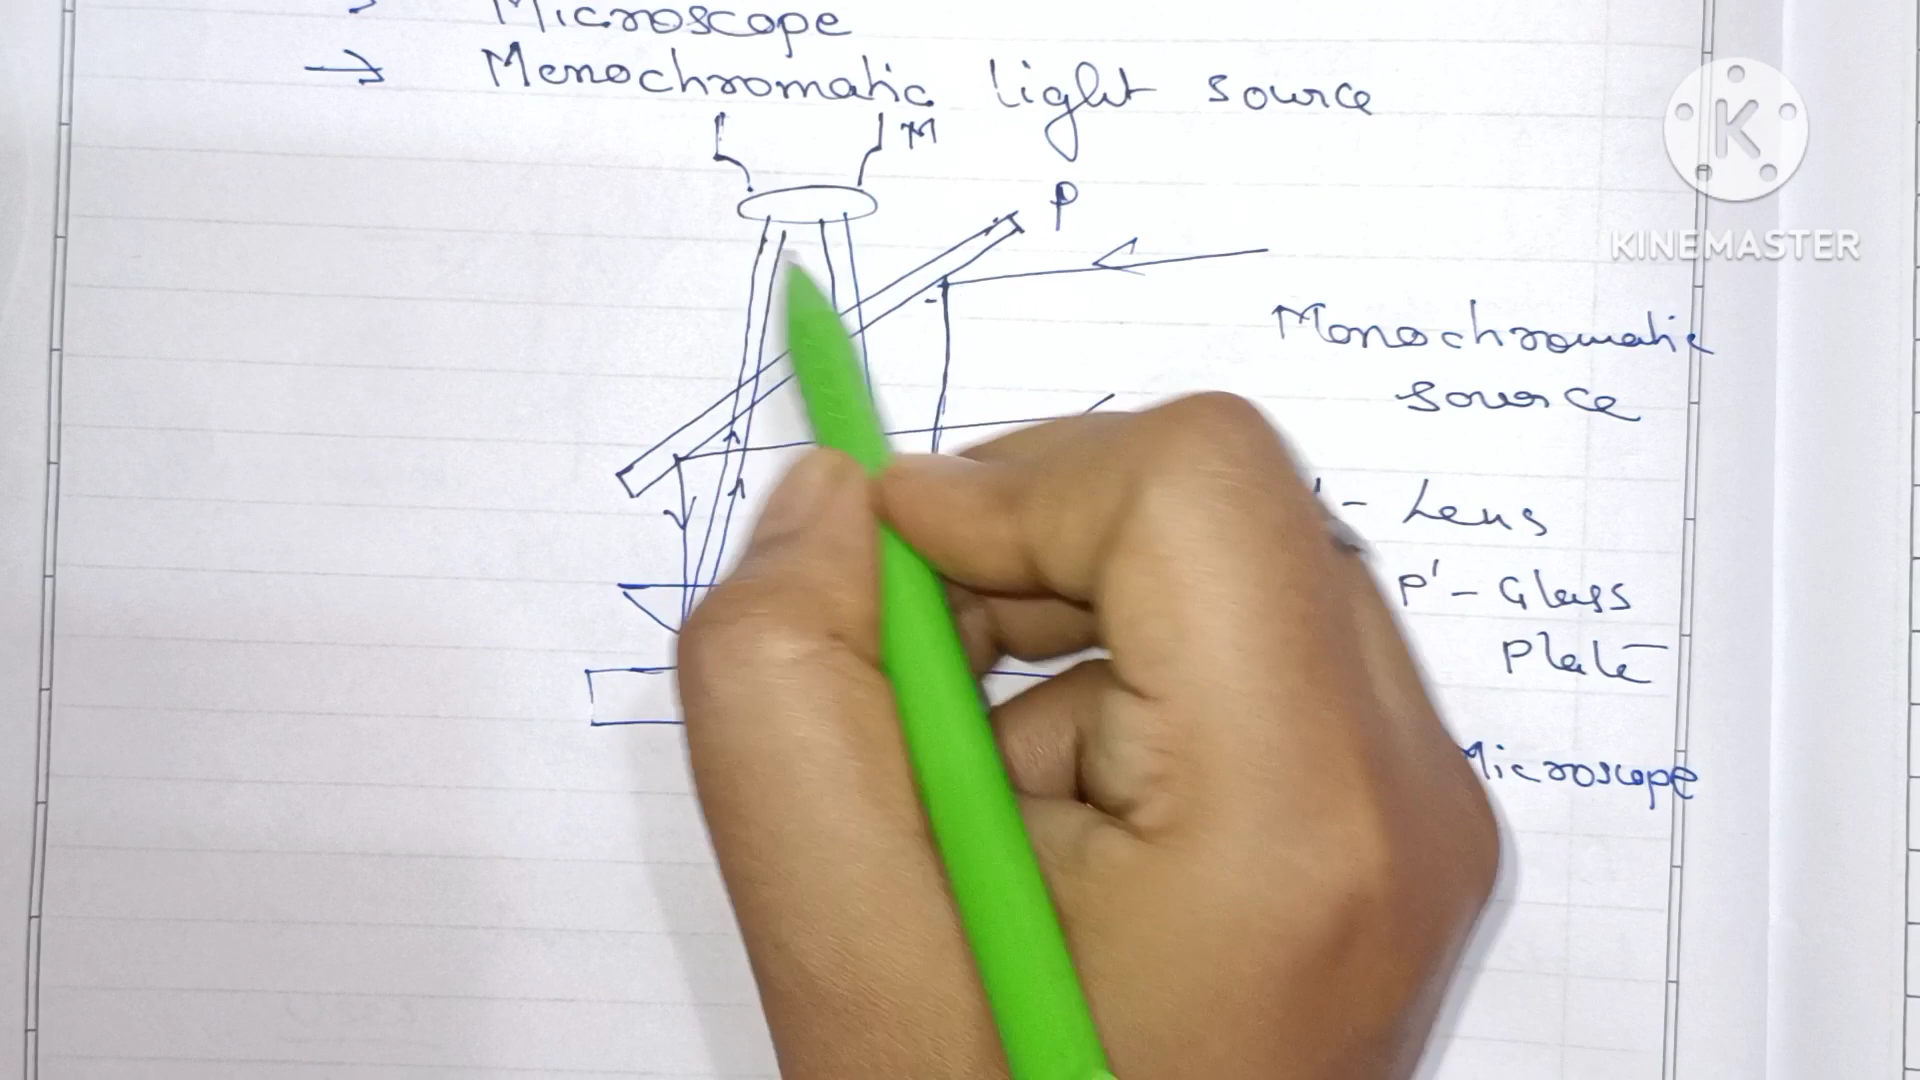 Microscope
→ Monochromatic light source
M
P
Monochromatic
source
- Lens
P' - Glass
Plate
Microscope
K
KINEMASTER